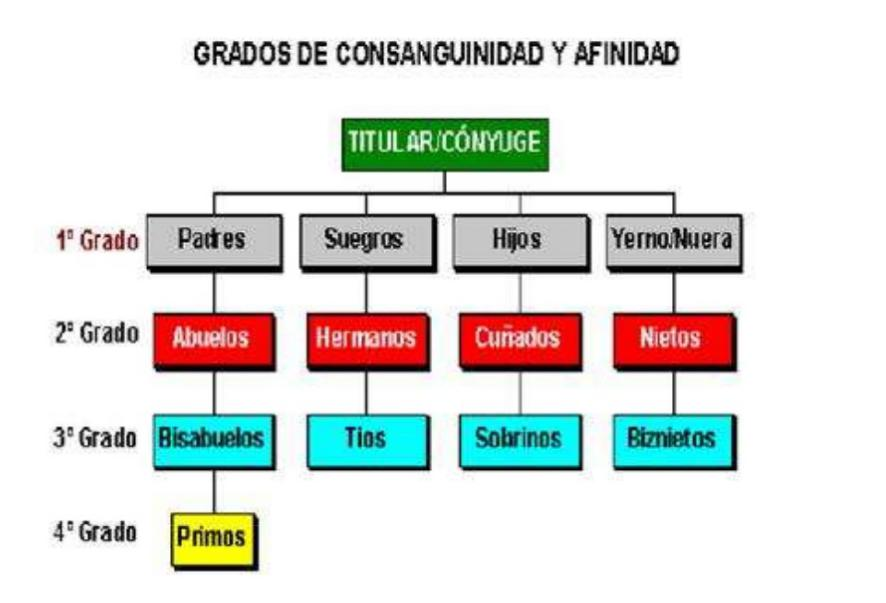 GRADOS DE CONSANGUINIDAD Y AFINIDAD
TITULAR/CÓNYUGE
1º Grado Padres Suegros Hijos Yerno/Nuera
2º Grado Abuelos Hermanos Cuñados Nietos
3º Grado Bisabuelos Tios Sobrinos Biznietos
4º Grado Primos